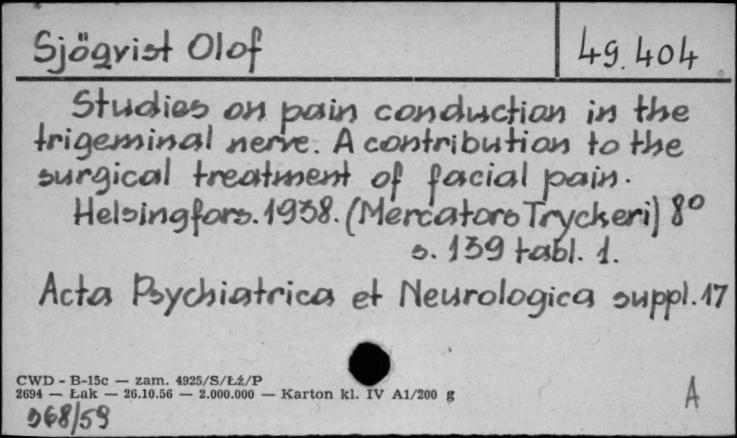 Sjöqvist Olof
49.404
Studies on pain conduction in the
trigeminal nerve. A contribution to the
surgical treatment of facial pain.
Helsingfors. 1938. (Mercators Tryckeri) 8°
s. 139 tabl. 1.
Acta Psychiatrica et Neurologica suppl. 17
CWD - B-15c — zam. 4925/S/Łź/P
2694 — Łak — 26.10.56 — 2.000.000 — Karton kl. IV A1/200 g
A
968/59